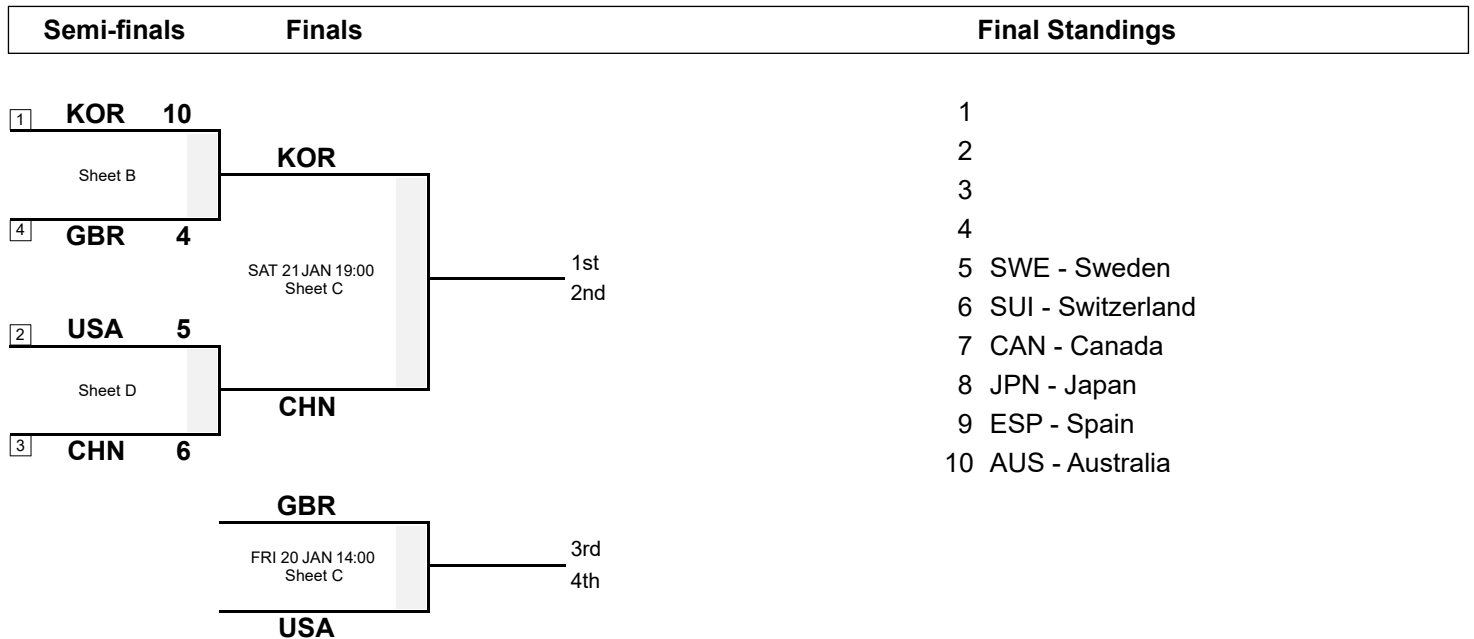 Semi-finals Finals Final Standings
1 KOR 10
Sheet B
4 GBR 4
KOR
SAT 21 JAN 19:00
Sheet C
1st
2nd
2 USA 5
Sheet D
3 CHN 6
CHN
GBR
FRI 20 JAN 14:00
Sheet C
3rd
4th
USA
1
2
3
4
5 SWE - Sweden
6 SUI - Switzerland
7 CAN - Canada
8 JPN - Japan
9 ESP - Spain
10 AUS - Australia